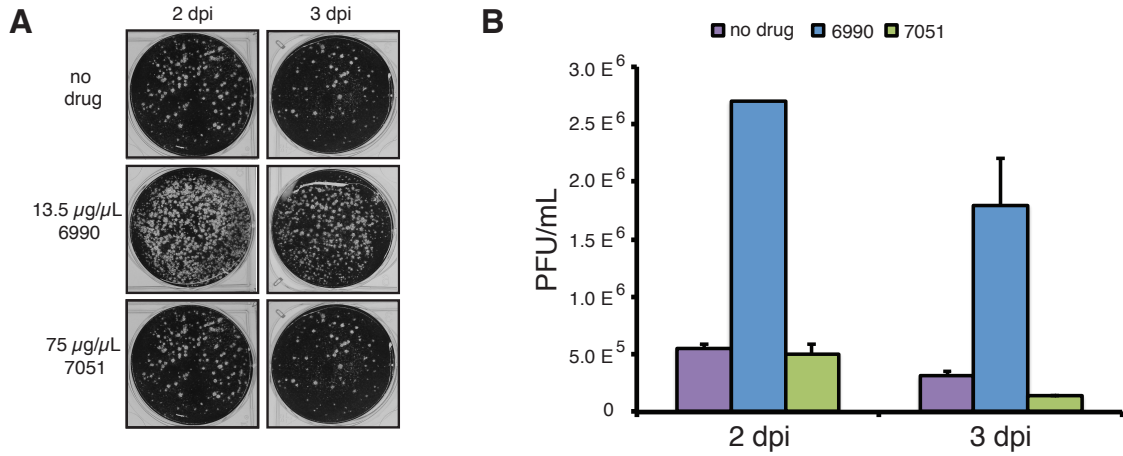 A
2 dpi
3 dpi
no
drug
13.5 µg/µL
6990
75 µg/µL
7051
B
no drug
6990
7051
3.0 E⁶
2.5 E⁶
2.0 E⁶
1.5 E⁶
1.0 E⁶
5.0 E⁵
0
PFU/mL
2 dpi
3 dpi